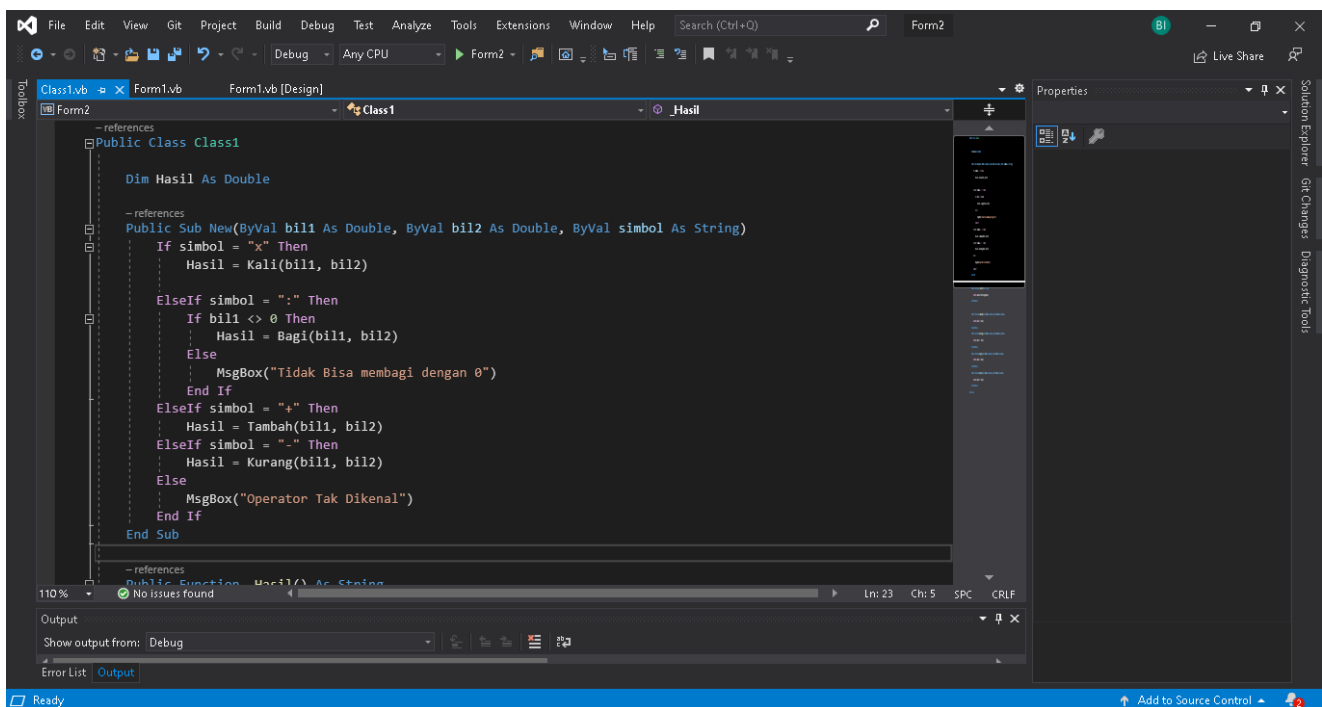 File Edit View Git Project Build Debug Test Analyze Tools Extensions Window Help Search (Ctrl+Q) Form2 BI
Debug Any CPU Form2 Live Share
Toolbox
Class1.vb Form1.vb Form1.vb [Design]
VB Form2 Class1 _Hasil
– references
Public Class Class1
Dim Hasil As Double
– references
Public Sub New(ByVal bil1 As Double, ByVal bil2 As Double, ByVal simbol As String)
If simbol = "x" Then
Hasil = Kali(bil1, bil2)
ElseIf simbol = ":" Then
If bil1 <> 0 Then
Hasil = Bagi(bil1, bil2)
Else
MsgBox("Tidak Bisa membagi dengan 0")
End If
ElseIf simbol = "+" Then
Hasil = Tambah(bil1, bil2)
ElseIf simbol = "-" Then
Hasil = Kurang(bil1, bil2)
Else
MsgBox("Operator Tak Dikenal")
End If
End Sub
– references
Public Function _Hasil() As String
110 % No issues found Ln: 23 Ch: 5 SPC CRLF
Output
Show output from: Debug
Error List Output
Properties
Solution Explorer
Git Changes
Diagnostic Tools
Ready Add to Source Control 2